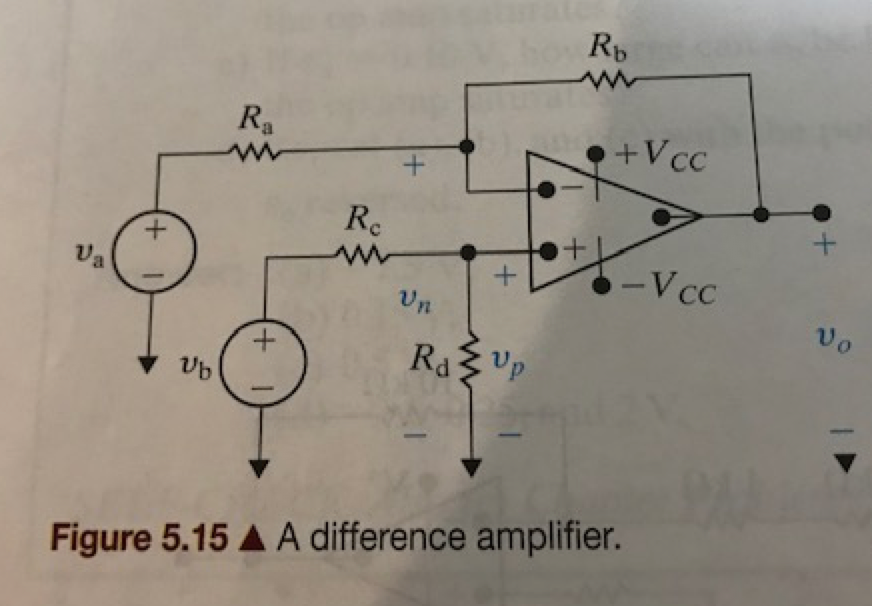 R_b
R_a
+
+V_CC
−
R_c
v_a
+
−
+
+
−V_CC
+
v_n
v_b
+
−
R_d
v_p
v_o
−
−
−
Figure 5.15 ▲ A difference amplifier.